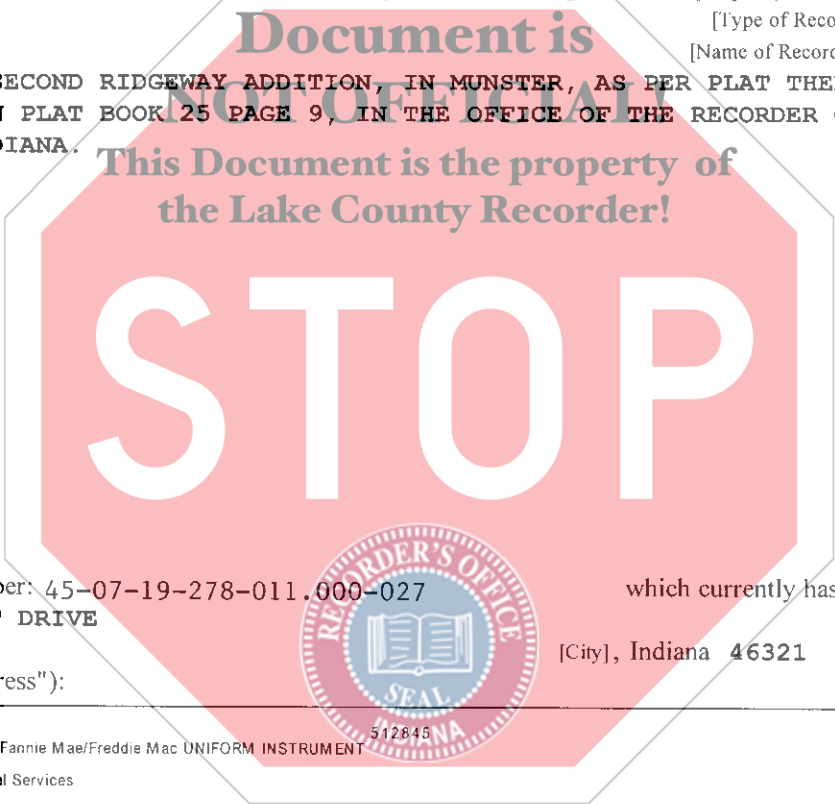 [Type of Reco
Document is
[Name of Record
SECOND RIDGEWAY ADDITION, IN MUNSTER, AS PER PLAT THE
NOT OFFICIAL!
PLAT BOOK 25 PAGE 9, IN THE OFFICE OF THE RECORDER
DIANA.
This Document is the property of
the Lake County Recorder!
STOP
RECORDER'S OFFICE
SEAL
INDIANA
er: 45-07-19-278-011.000-027
which currently has
DRIVE
[City], Indiana 46321
ress"):
512845
Fannie Mae/Freddie Mac UNIFORM INSTRUMENT
al Services